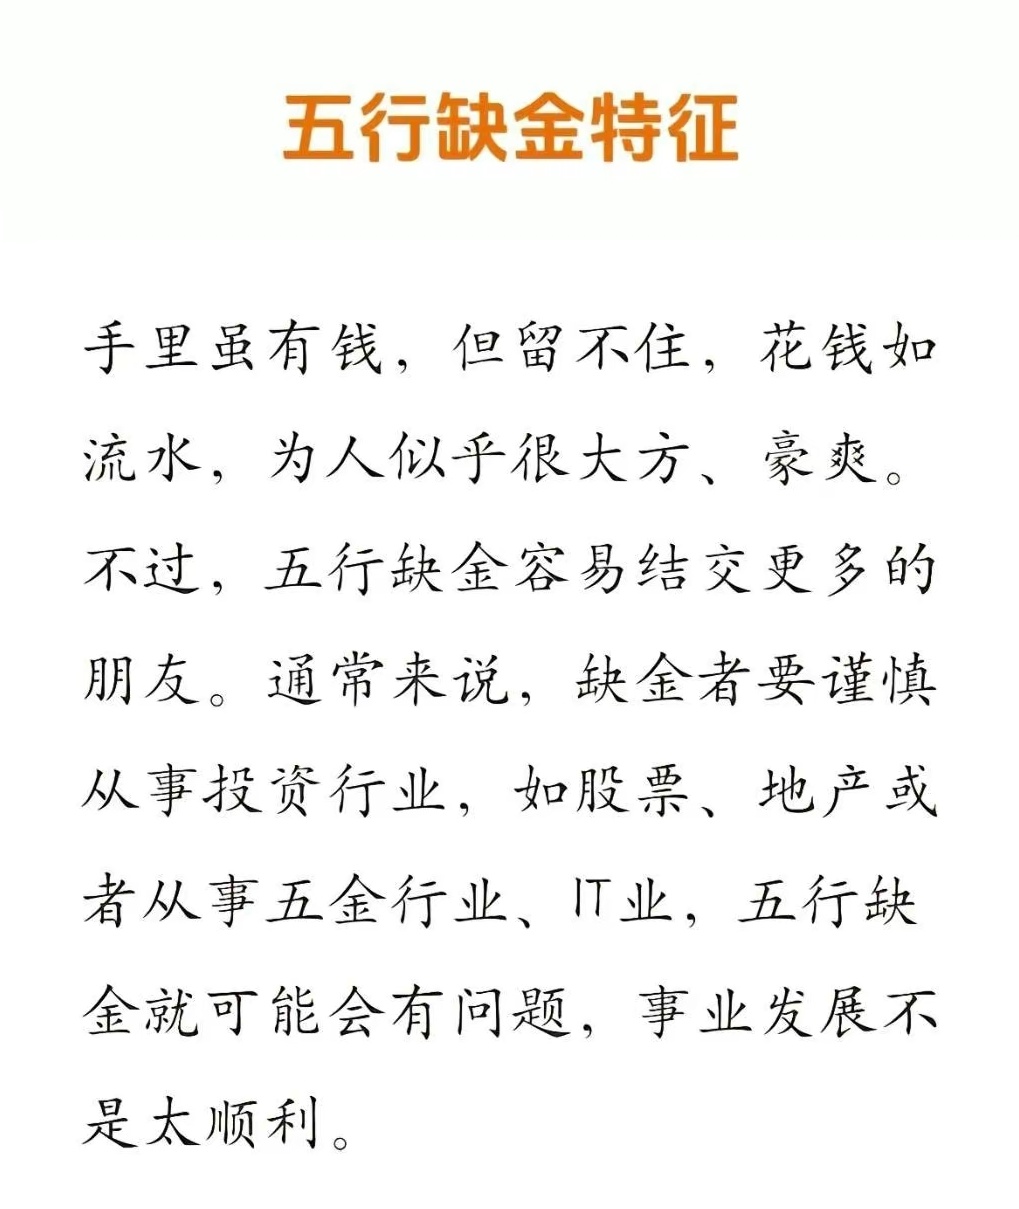 五行缺金特征
手里虽有钱，但留不住，花钱如
流水，为人似乎很大方、豪爽。
不过，五行缺金容易结交更多的
朋友。通常来说，缺金者要谨慎
从事投资行业，如股票、地产或
者从事五金行业、IT业，五行缺
金就可能会有问题，事业发展不
是太顺利。